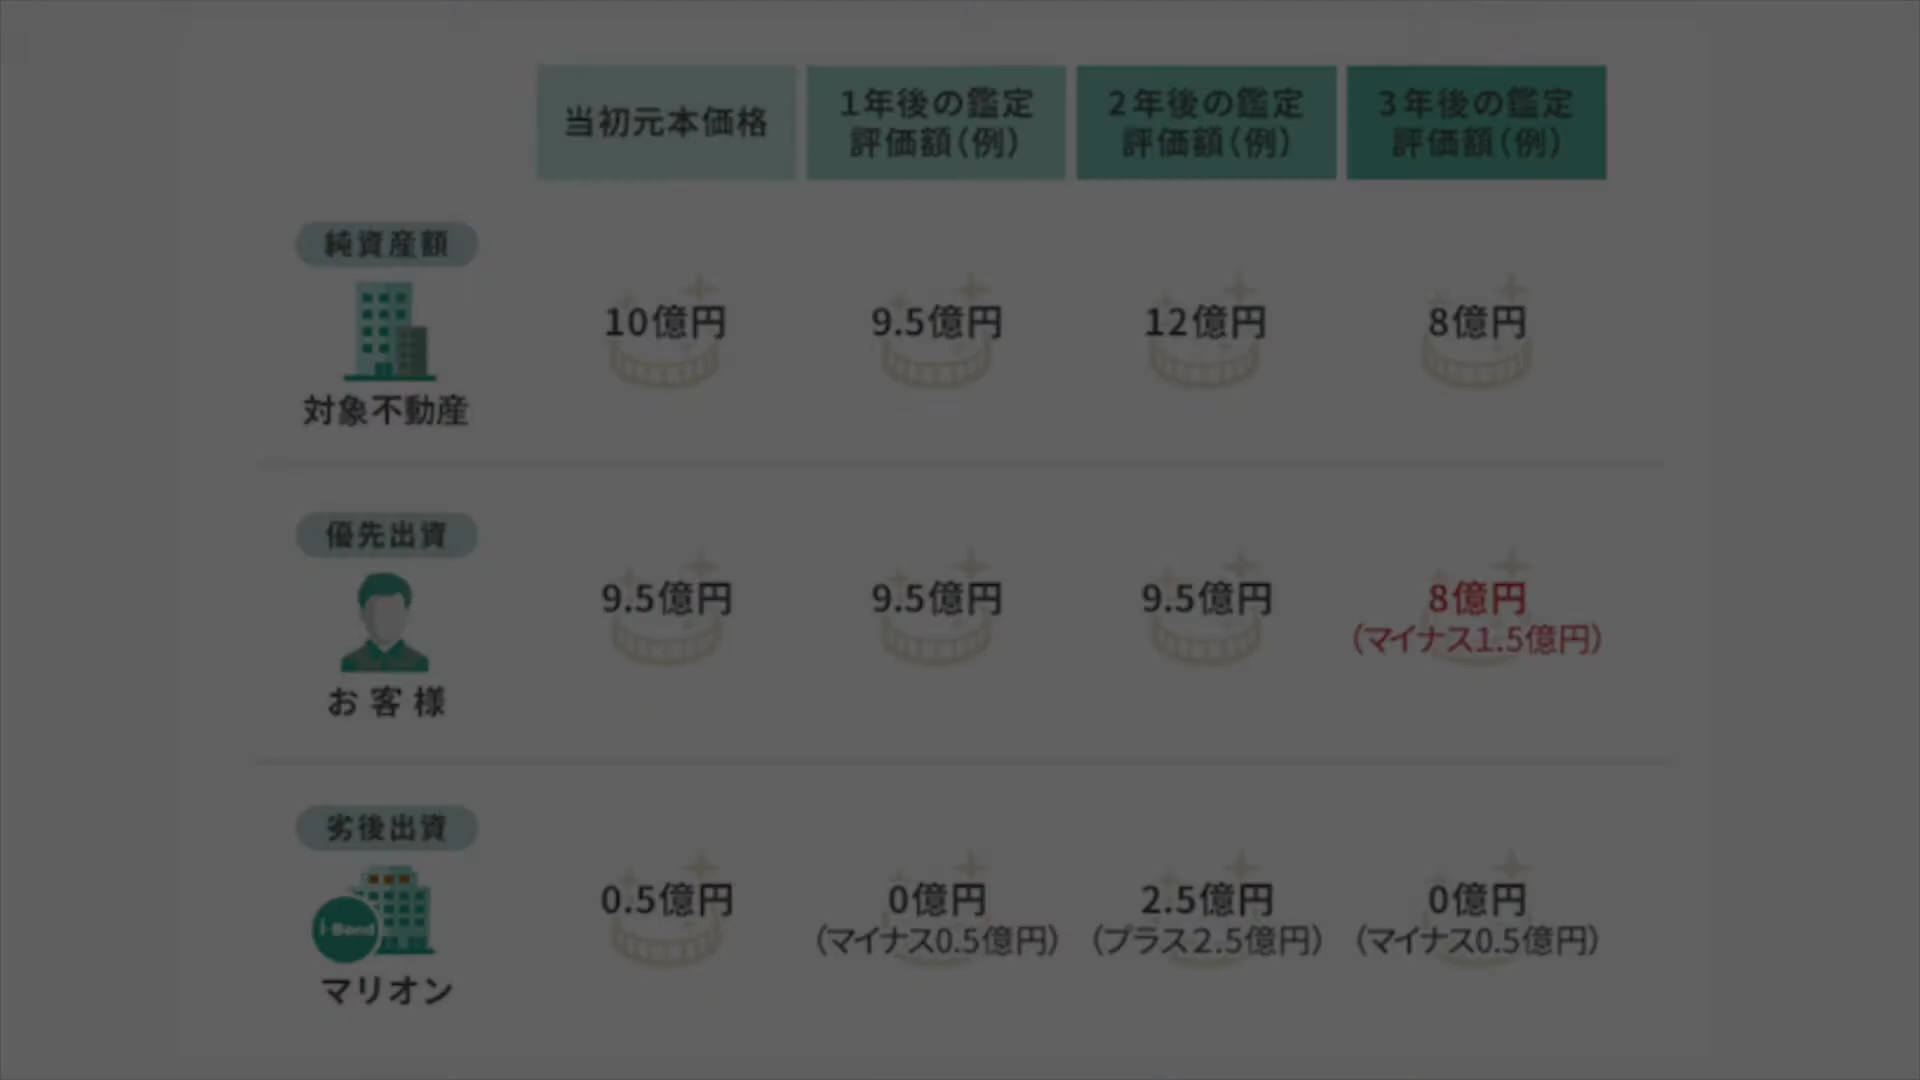 当初元本価格
1年後の鑑定
評価額(例)
2年後の鑑定
評価額(例)
3年後の鑑定
評価額(例)
純資産額
対象不動産
10億円
9.5億円
12億円
8億円
優先出資
お客様
9.5億円
9.5億円
9.5億円
8億円
(マイナス1.5億円)
劣後出資
i-Bond
マリオン
0.5億円
0億円
(マイナス0.5億円)
2.5億円
(プラス2.5億円)
0億円
(マイナス0.5億円)